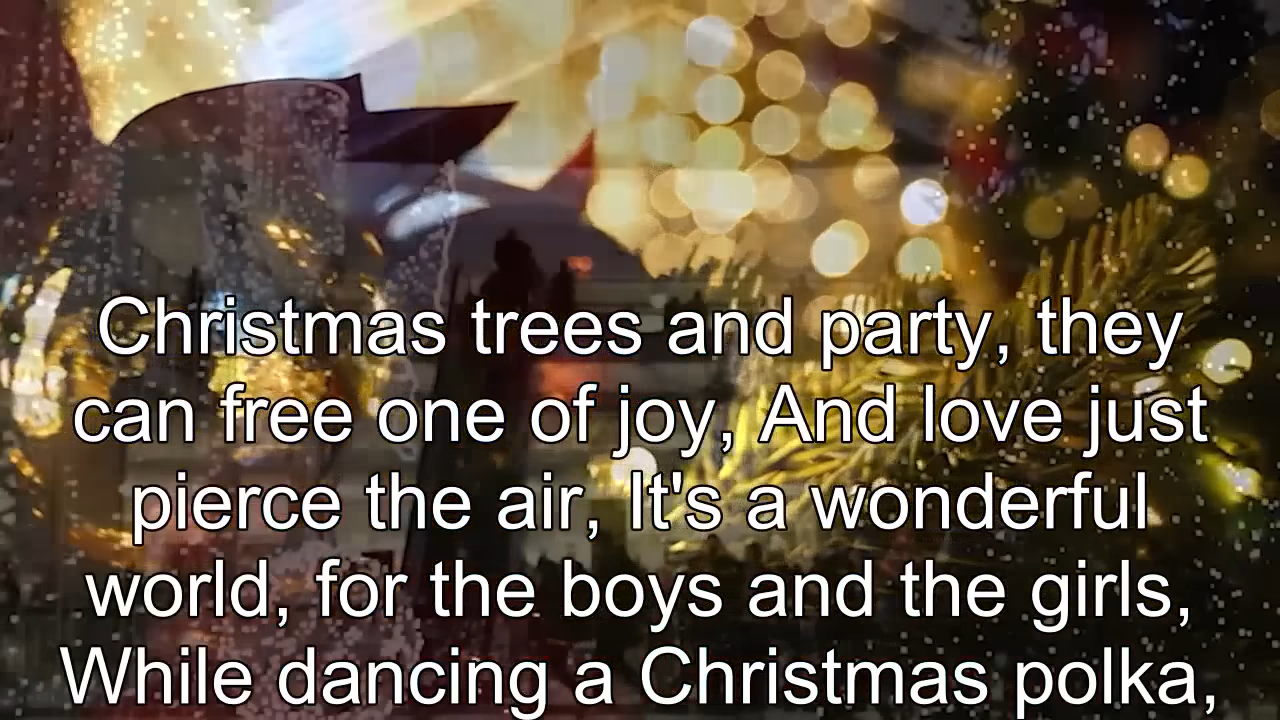 Christmas trees and party, they
can free one of joy, And love just
pierce the air, It's a wonderful
world, for the boys and the girls,
While dancing a Christmas polka,